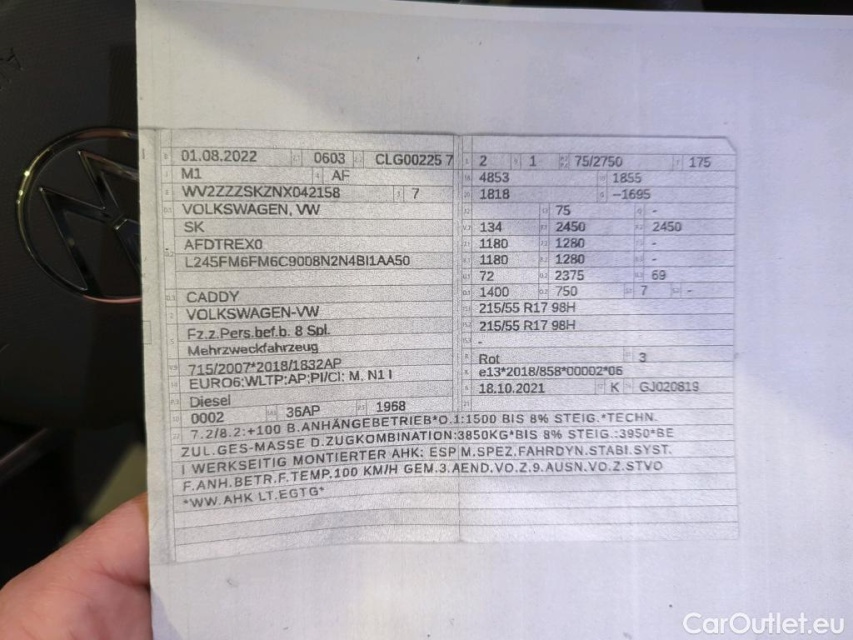 01.08.2022 0603 CLG00225 7
M1 AF
WV2ZZZSKZNX042158 7
VOLKSWAGEN, VW
SK
AFDTREX0
L245FM6FM6C9008N2N4BI1AA50
CADDY
VOLKSWAGEN-VW
Fz.z.Pers.bef.b. 8 Spl.
Mehrzweckfahrzeug
715/2007*2018/1832AP
EURO6;WLTP;AP;PI/CI; M, N1 I
Diesel
0002 36AP 1968
2 1 75/2750 175
4853 1855
1818 –1695
75 -
134 2450 2450
1180 1280 -
1180 1280 -
72 2375 69
1400 750 7 -
215/55 R17 98H
215/55 R17 98H
-
Rot 3
e13*2018/858*00002*06
18.10.2021 K GJ020819
7.2/8.2:+100 B.ANHÄNGEBETRIEB*O.1:1500 BIS 8% STEIG.*TECHN.
ZUL.GES-MASSE D.ZUGKOMBINATION:3850KG*BIS 8% STEIG.:3950*BE
I WERKSEITIG MONTIERTER AHK: ESP M.SPEZ.FAHRDYN.STABI.SYST.
F.ANH.BETR.F.TEMP.100 KM/H GEM.3.AEND.VO.Z.9.AUSN.VO.Z.STVO
*WW.AHK LT.EGTG*
CarOutlet.eu